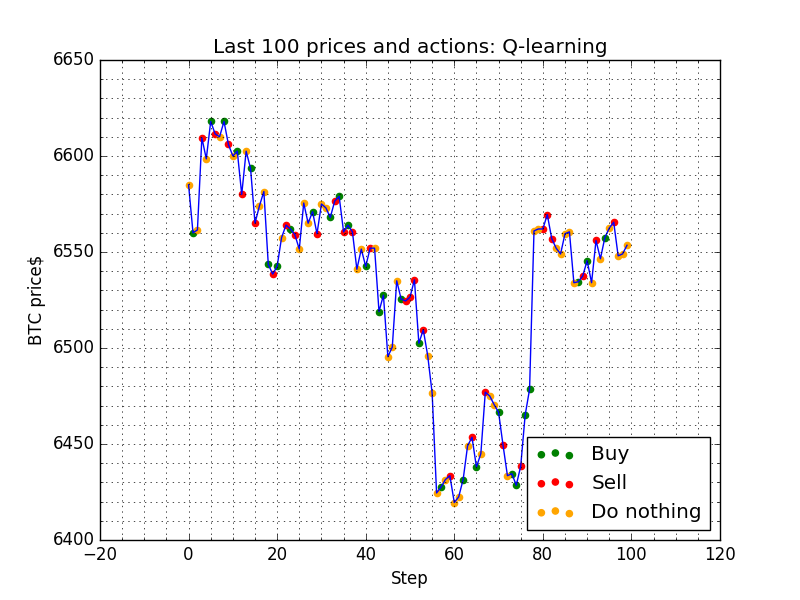 Last 100 prices and actions: Q-learning
6650
6600
6550
6500
6450
6400
BTC price$
Buy
Sell
Do nothing
−20 0 20 40 60 80 100 120
Step